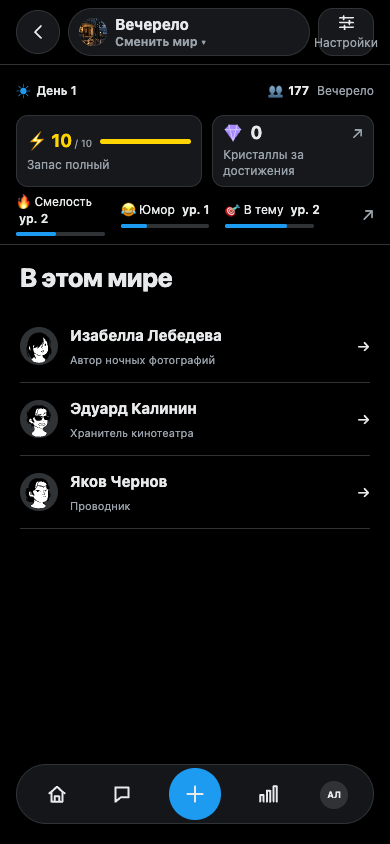 Вечерело
Сменить мир ▾
Настройки
День 1
177 Вечерело
10 / 10
Запас полный
0
Кристаллы за
достижения
Смелость
ур. 2
Юмор ур. 1
В тему ур. 2
В этом мире
Изабелла Лебедева
Автор ночных фотографий
Эдуард Калинин
Хранитель кинотеатра
Яков Чернов
Проводник
АЛ